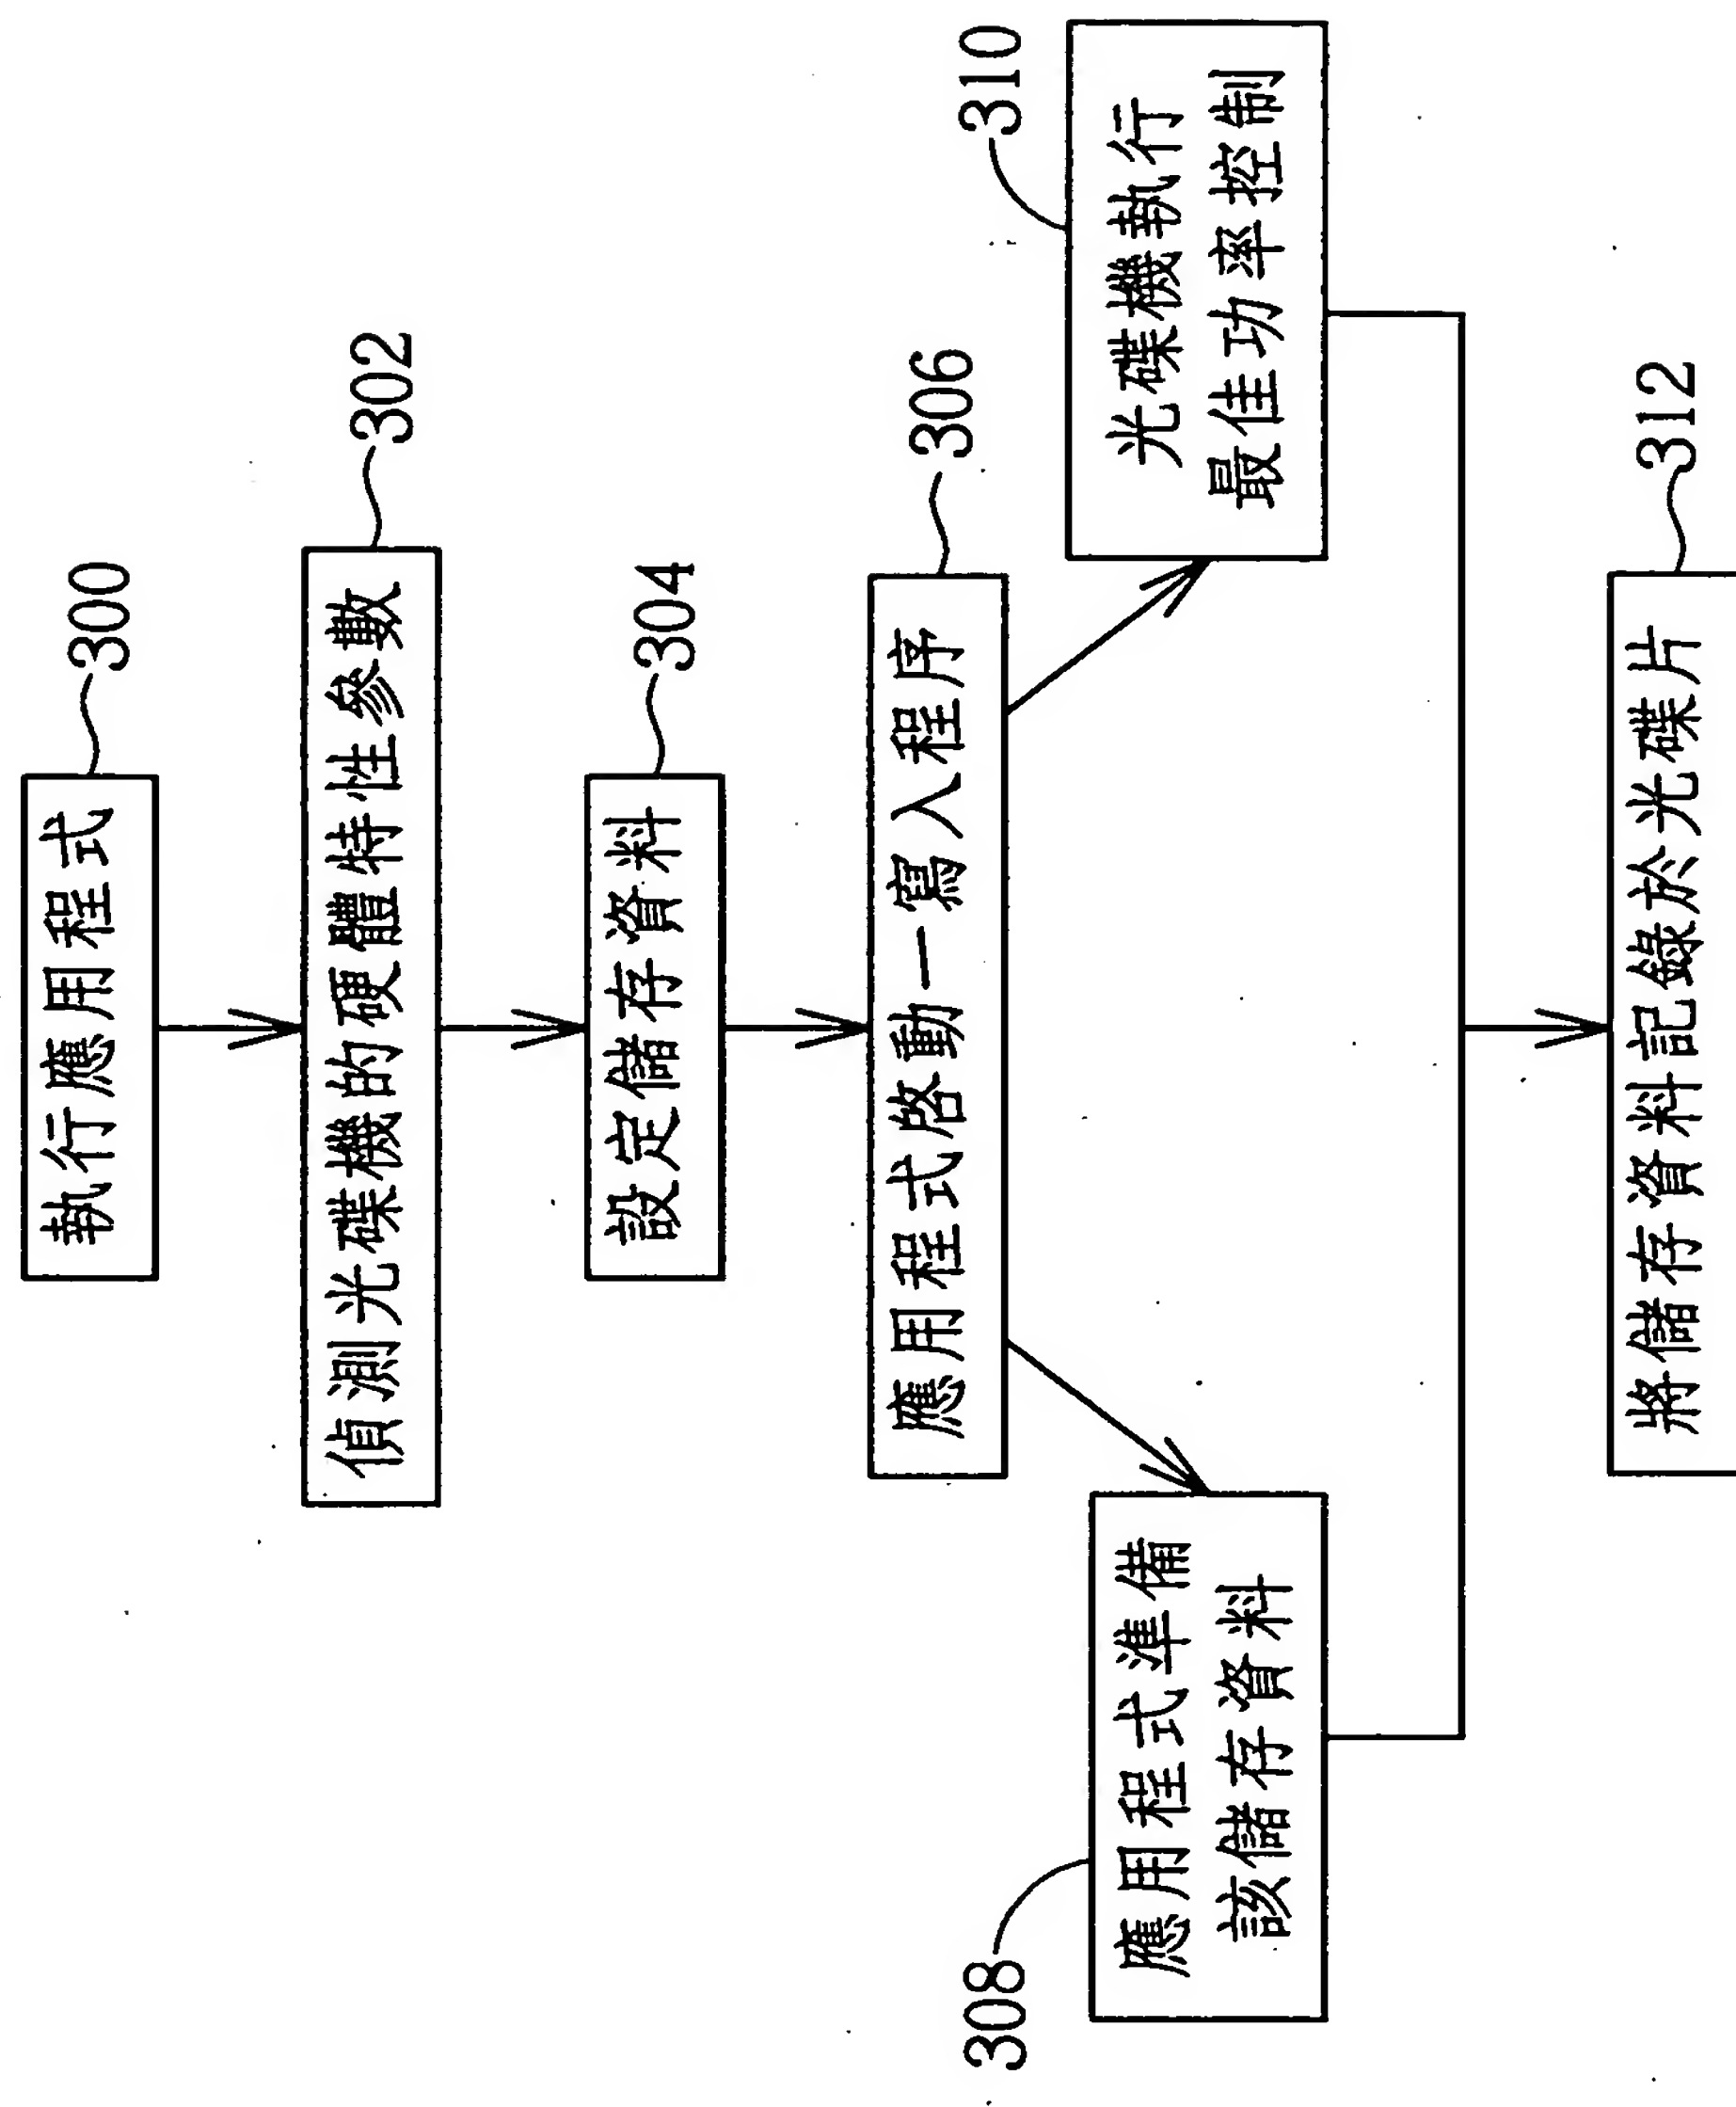 執行應用程式
300
偵測光碟機的硬體特性參數
302
設定儲存資料
304
應用程式啓動一寫入程序
306
308
應用程式準備
該儲存資料
310
光碟機執行
最佳功率控制
將儲存資料記錄於光碟片
312